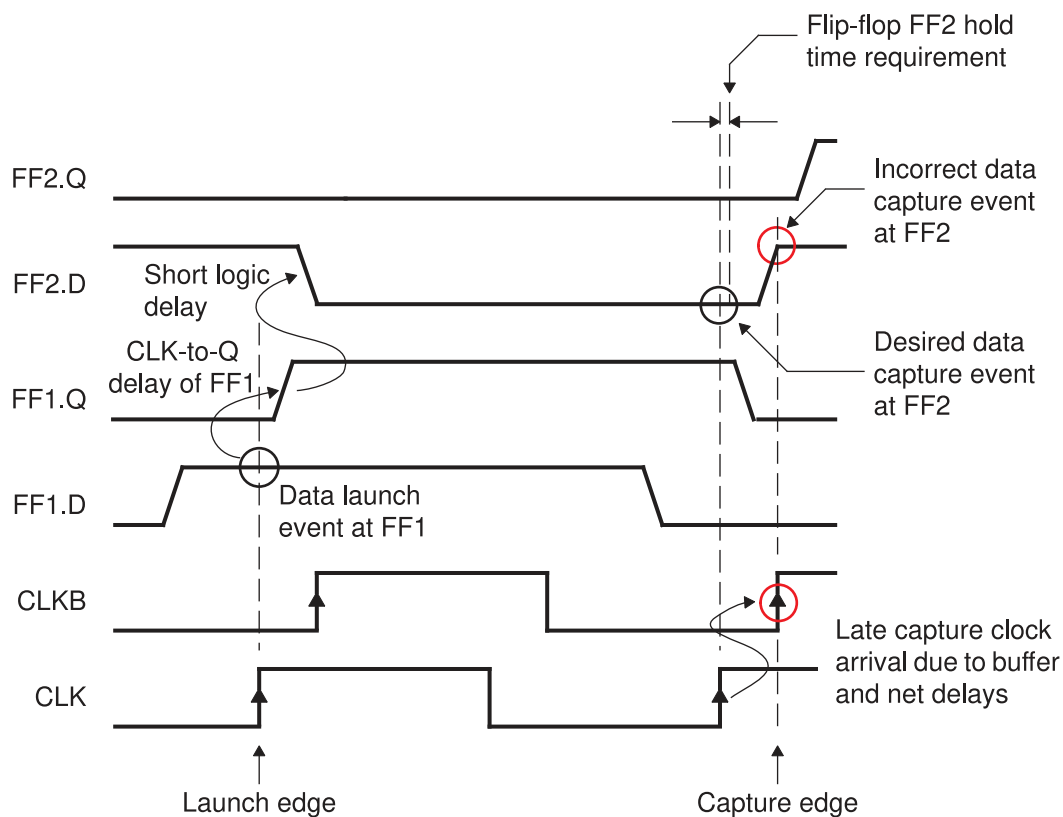 Flip-flop FF2 hold
time requirement
FF2.Q
Incorrect data
capture event
at FF2
FF2.D
Short logic
delay
CLK-to-Q
delay of FF1
Desired data
capture event
at FF2
FF1.Q
FF1.D
Data launch
event at FF1
CLKB
Late capture clock
arrival due to buffer
and net delays
CLK
Launch edge
Capture edge